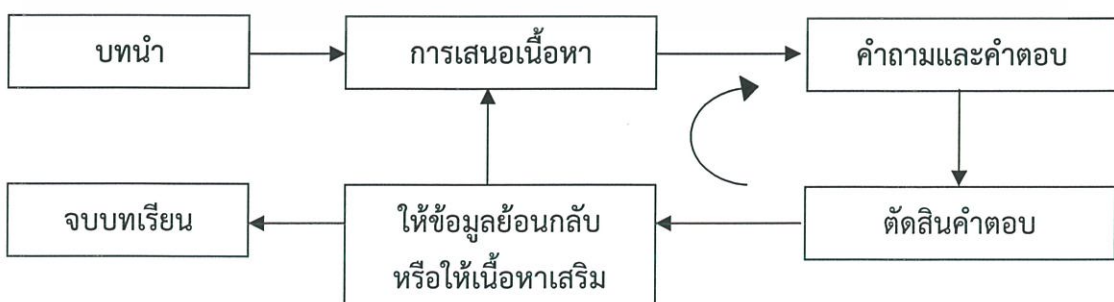 บทนำ
การเสนอเนื้อหา
คำถามและคำตอบ
จบบทเรียน
ให้ข้อมูลย้อนกลับ
หรือให้เนื้อหาเสริม
ตัดสินคำตอบ